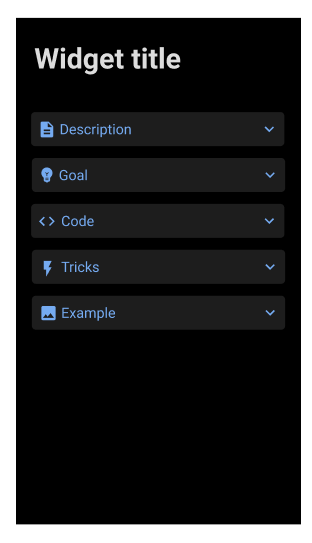 Widget title
Description
Goal
Code
Tricks
Example